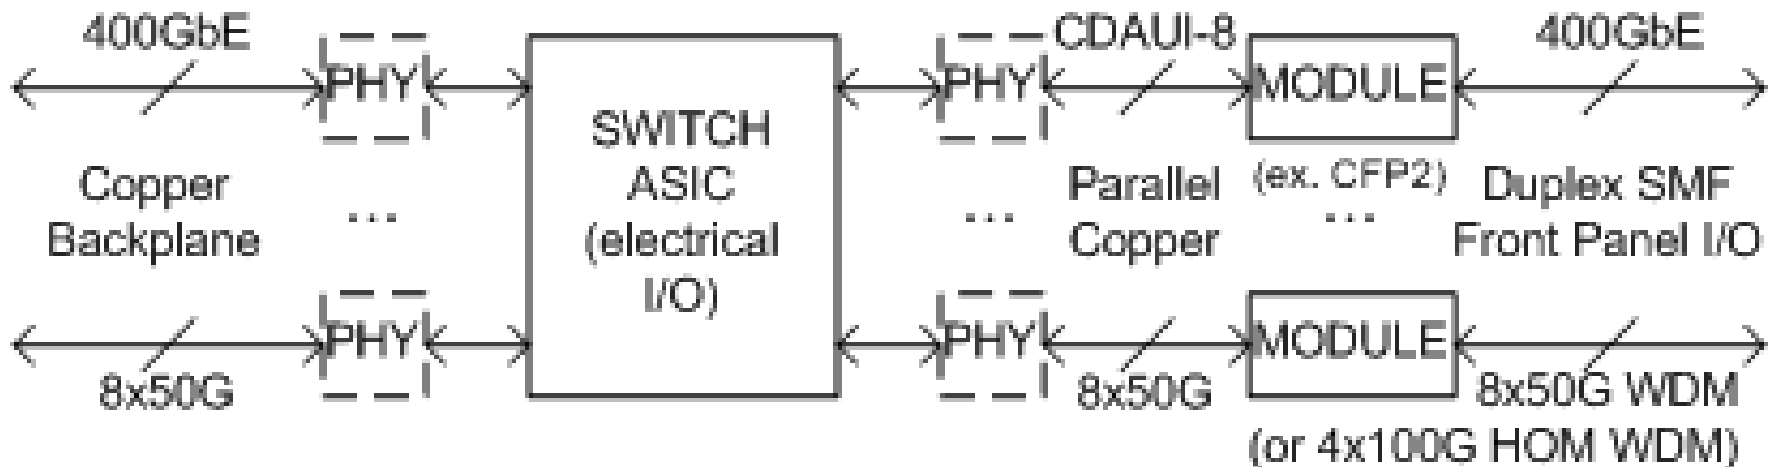 400GbE
PHY
SWITCH
ASIC
(electrical
I/O)
PHY
CDAUI-8
MODULE
(ex. CFP2)
400GbE
Copper
Backplane
...
...
Parallel
Copper
...
Duplex SMF
Front Panel I/O
PHY
8x50G
PHY
8x50G
MODULE
8x50G WDM
(or 4x100G HOM WDM)